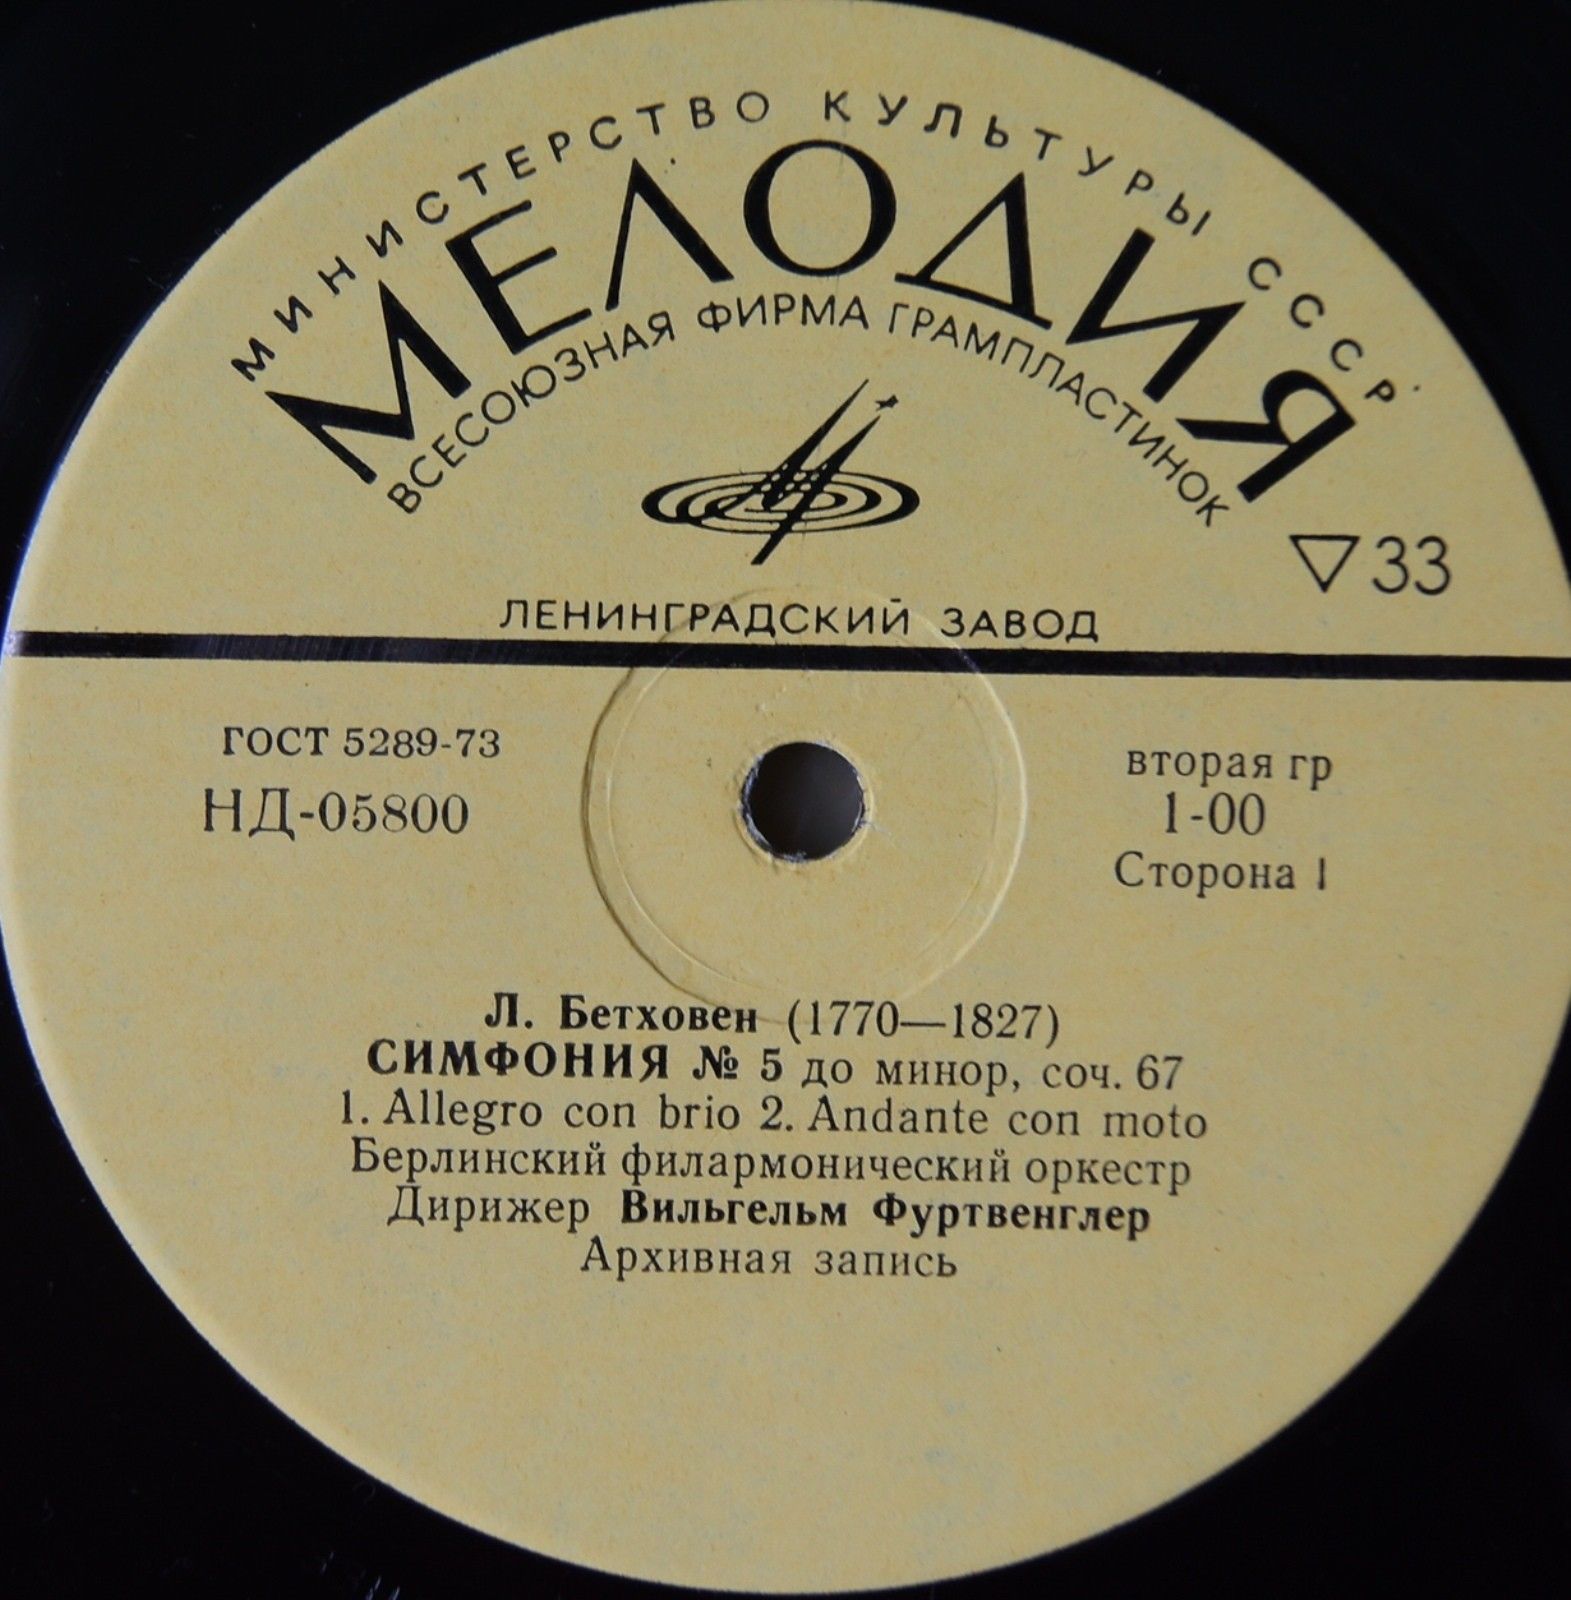 МИНИСТЕРСТВО КУЛЬТУРЫ СССР
МЕЛОДИЯ
ВСЕСОЮЗНАЯ ФИРМА ГРАМПЛАСТИНОК
33
ЛЕНИНГРАДСКИЙ ЗАВОД
ГОСТ 5289-73
НД-05800
вторая гр
1-00
Сторона 1
Л. Бетховен (1770—1827)
СИМФОНИЯ № 5 до минор, соч. 67
1. Allegro con brio 2. Andante con moto
Берлинский филармонический оркестр
Дирижер Вильгельм Фуртвенглер
Архивная запись